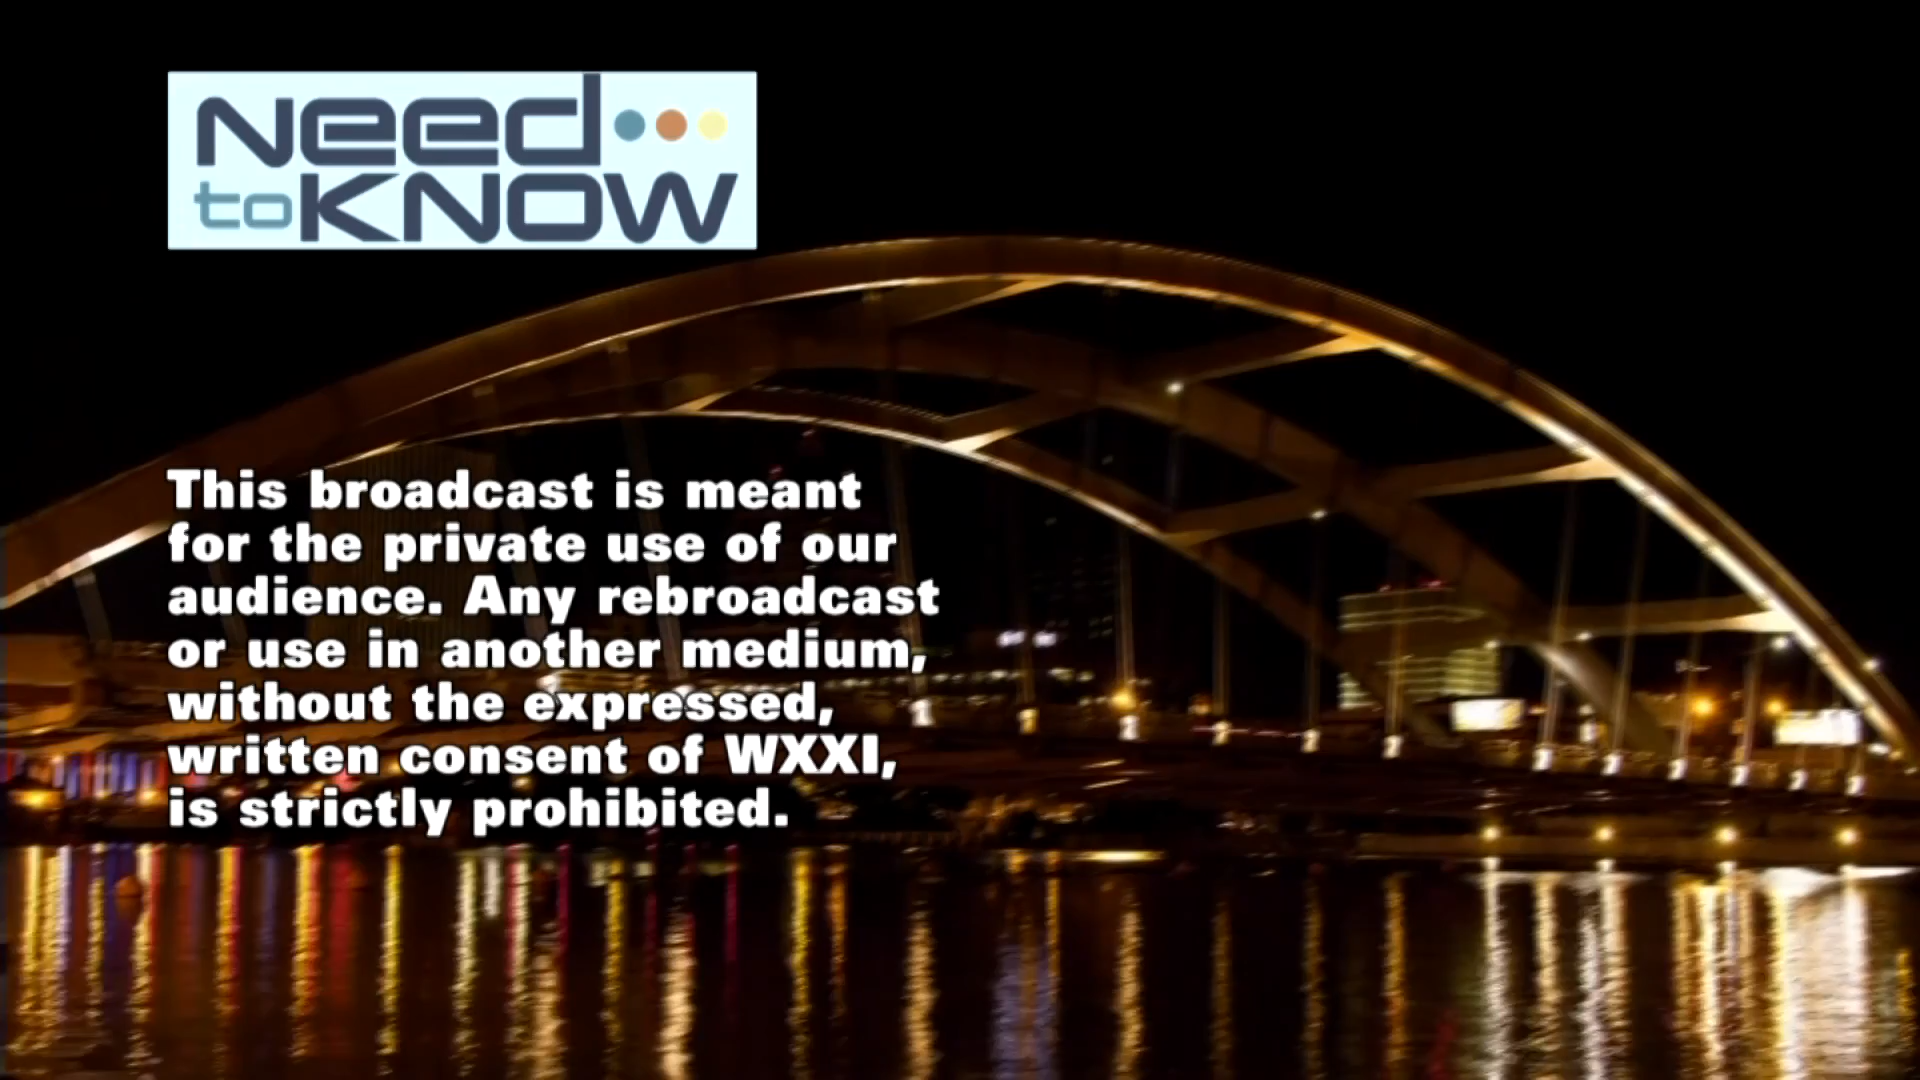 Need
to KNOW
This broadcast is meant
for the private use of our
audience. Any rebroadcast
or use in another medium,
without the expressed,
written consent of WXXI,
is strictly prohibited.